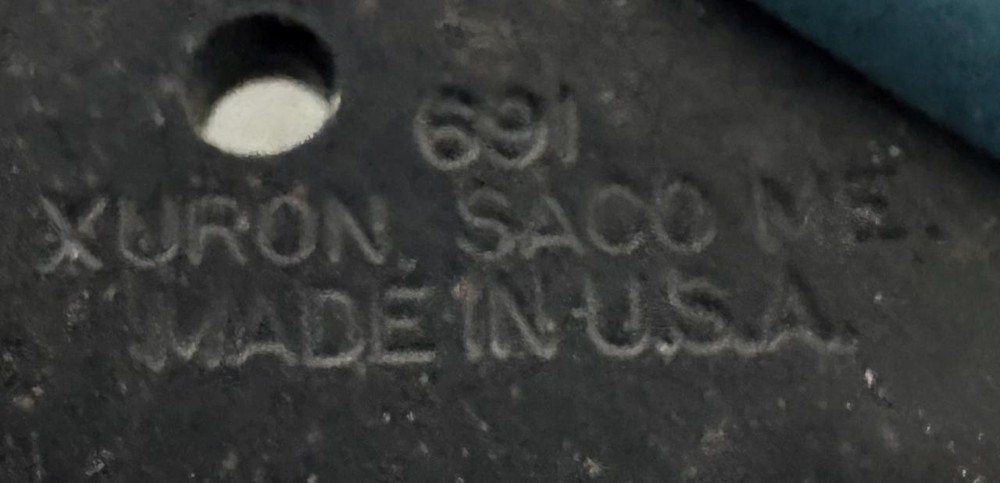 691
XURON, SACO ME.
MADE IN U.S.A.